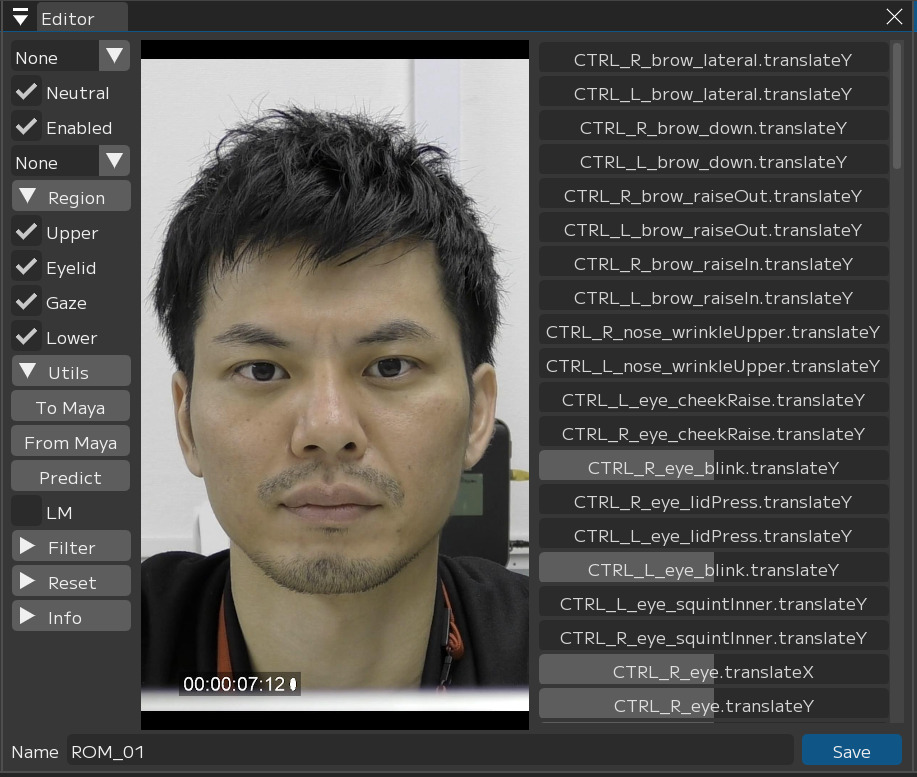 Editor
None
Neutral
Enabled
None
Region
Upper
Eyelid
Gaze
Lower
Utils
To Maya
From Maya
Predict
LM
Filter
Reset
Info
00:00:07:12
CTRL_R_brow_lateral.translateY
CTRL_L_brow_lateral.translateY
CTRL_R_brow_down.translateY
CTRL_L_brow_down.translateY
CTRL_R_brow_raiseOut.translateY
CTRL_L_brow_raiseOut.translateY
CTRL_R_brow_raiseIn.translateY
CTRL_L_brow_raiseIn.translateY
CTRL_R_nose_wrinkleUpper.translateY
CTRL_L_nose_wrinkleUpper.translateY
CTRL_L_eye_cheekRaise.translateY
CTRL_R_eye_cheekRaise.translateY
CTRL_R_eye_blink.translateY
CTRL_R_eye_lidPress.translateY
CTRL_L_eye_lidPress.translateY
CTRL_L_eye_blink.translateY
CTRL_L_eye_squintInner.translateY
CTRL_R_eye_squintInner.translateY
CTRL_R_eye.translateX
CTRL_R_eye.translateY
Name ROM_01
Save